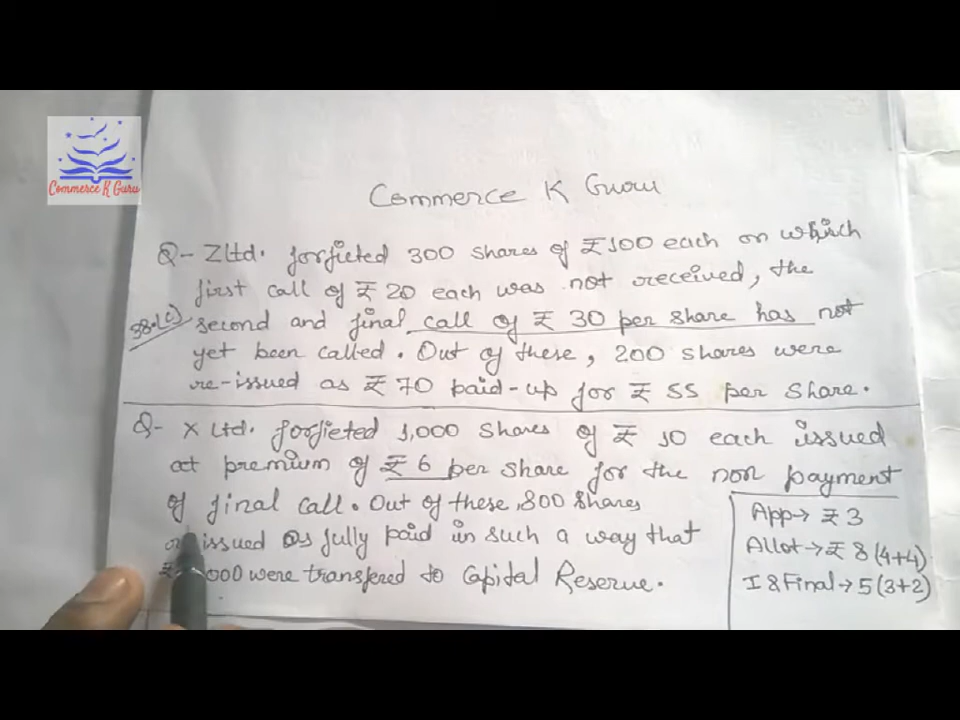 Commerce K Guru
Commerce K Guru
Q- Z Ltd. forfieted 300 shares of ₹100 each on which
first call of ₹ 20 each was not received, the
38.(c) second and final call of ₹ 30 per share has not
yet been called. Out of these, 200 shares were
re-issued as ₹ 70 paid-up for ₹ 55 per share.
Q- X Ltd. forfieted 1,000 shares of ₹ 10 each issued
at premium of ₹ 6 per share for the non payment
of final call. Out of these, 800 shares
issued as fully paid in such a way that
000 were transfered to Capital Reserve.
App→ ₹ 3
Allot→ ₹ 8 (4+4)
I & Final→ 5 (3+2)